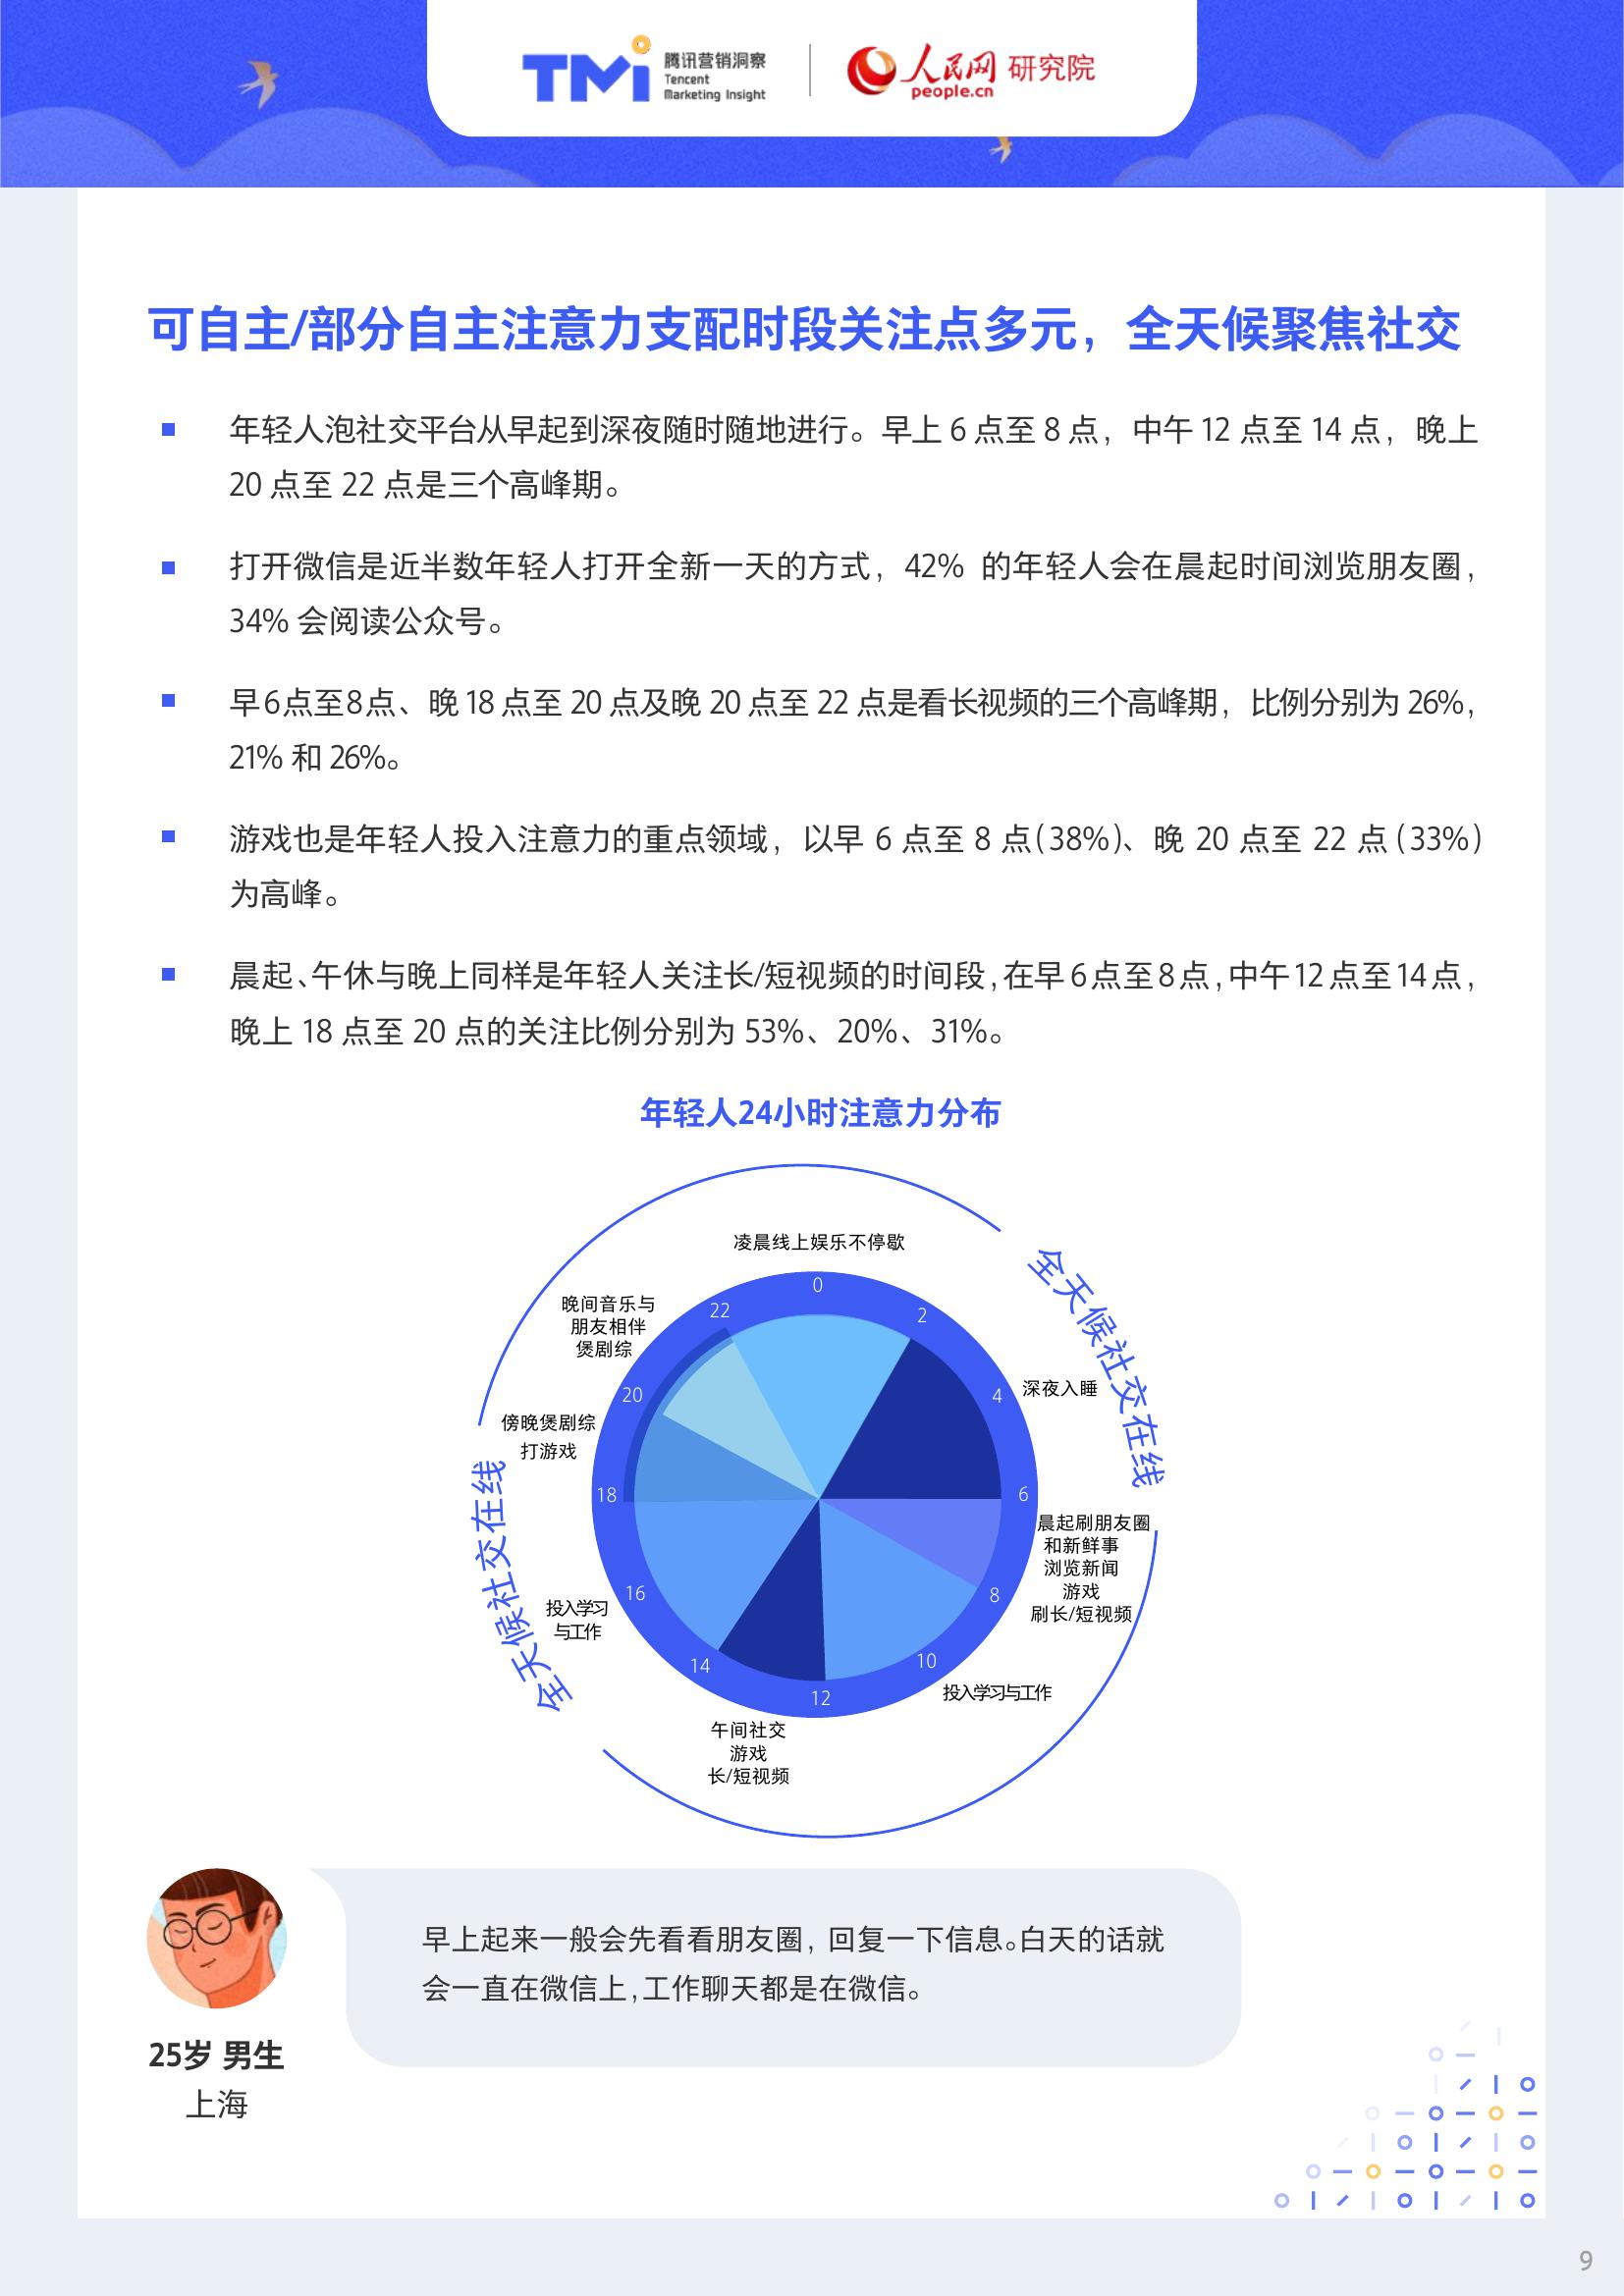 TMi 腾讯营销洞察
Tencent
Marketing Insight
人民网 研究院
people.cn
可自主/部分自主注意力支配时段关注点多元，全天候聚焦社交
年轻人泡社交平台从早起到深夜随时随地进行。早上 6 点至 8 点，中午 12 点至 14 点，晚上
20 点至 22 点是三个高峰期。
打开微信是近半数年轻人打开全新一天的方式，42% 的年轻人会在晨起时间浏览朋友圈，
34% 会阅读公众号。
早6点至8点、晚 18 点至 20 点及晚 20 点至 22 点是看长视频的三个高峰期，比例分别为 26%，
21% 和 26%。
游戏也是年轻人投入注意力的重点领域，以早 6 点至 8 点(38%)、晚 20 点至 22 点 (33%)
为高峰。
晨起、午休与晚上同样是年轻人关注长/短视频的时间段，在早6点至8点，中午12点至14点，
晚上 18 点至 20 点的关注比例分别为 53%、20%、31%。
年轻人24小时注意力分布
凌晨线上娱乐不停歇
0
2
4
6
8
10
12
14
16
18
20
22
全天候社交在线
深夜入睡
晨起刷朋友圈
和新鲜事
浏览新闻
游戏
刷长/短视频
投入学习与工作
午间社交
游戏
长/短视频
投入学习
与工作
全天候社交在线
傍晚煲剧综
打游戏
晚间音乐与
朋友相伴
煲剧综
早上起来一般会先看看朋友圈，回复一下信息。白天的话就
会一直在微信上，工作聊天都是在微信。
25岁 男生
上海
9